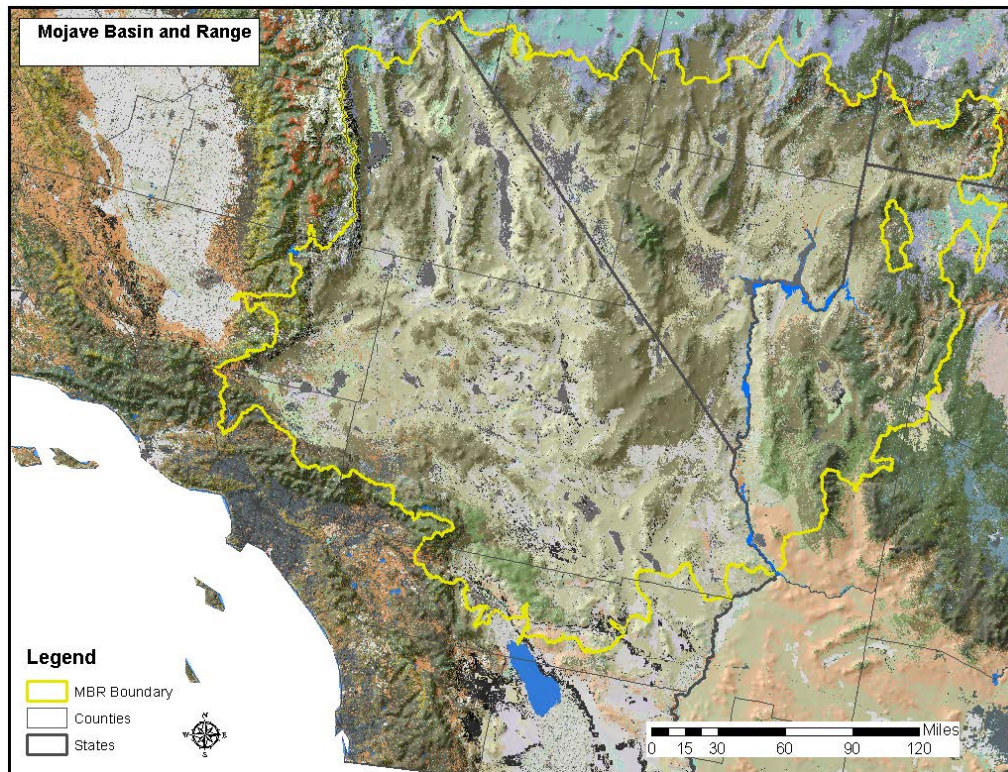 Mojave Basin and Range
Legend
MBR Boundary
Counties
States
N
W E
S
Miles
0 15 30 60 90 120